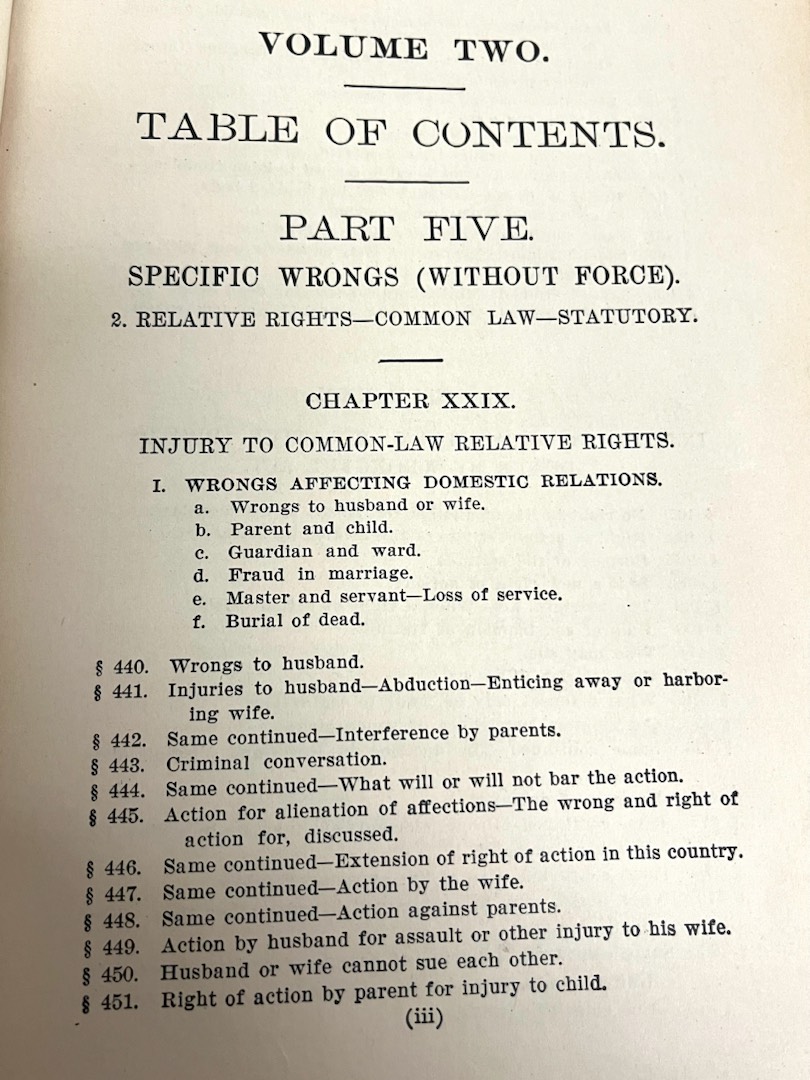 VOLUME TWO.
TABLE OF CONTENTS.
PART FIVE.
SPECIFIC WRONGS (WITHOUT FORCE).
2. RELATIVE RIGHTS—COMMON LAW—STATUTORY.
CHAPTER XXIX.
INJURY TO COMMON-LAW RELATIVE RIGHTS.
I. WRONGS AFFECTING DOMESTIC RELATIONS.
a. Wrongs to husband or wife.
b. Parent and child.
c. Guardian and ward.
d. Fraud in marriage.
e. Master and servant—Loss of service.
f. Burial of dead.
§ 440. Wrongs to husband.
§ 441. Injuries to husband—Abduction—Enticing away or harbor-
ing wife.
§ 442. Same continued—Interference by parents.
§ 443. Criminal conversation.
§ 444. Same continued—What will or will not bar the action.
§ 445. Action for alienation of affections—The wrong and right of
action for, discussed.
§ 446. Same continued—Extension of right of action in this country.
§ 447. Same continued—Action by the wife.
§ 448. Same continued—Action against parents.
§ 449. Action by husband for assault or other injury to his wife.
§ 450. Husband or wife cannot sue each other.
§ 451. Right of action by parent for injury to child.
(iii)